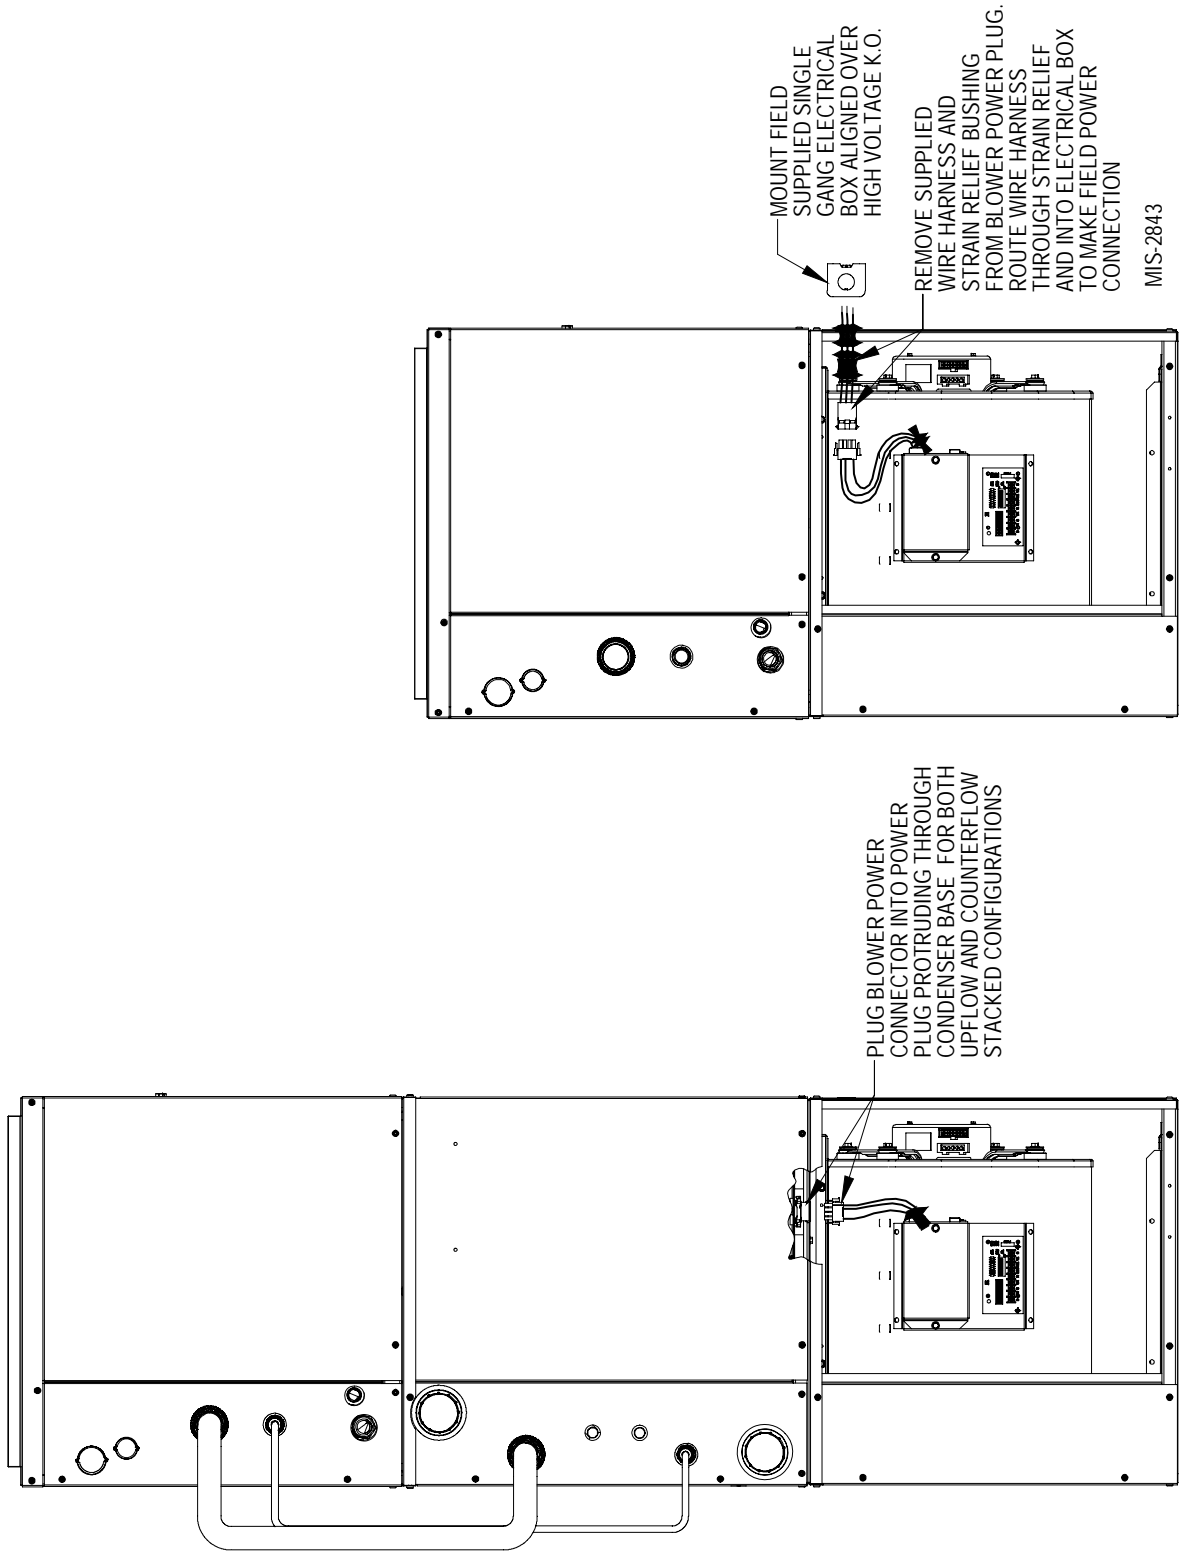 MOUNT FIELD
SUPPLIED SINGLE
GANG ELECTRICAL
BOX ALIGNED OVER
HIGH VOLTAGE K.O.
REMOVE SUPPLIED
WIRE HARNESS AND
STRAIN RELIEF BUSHING
FROM BLOWER POWER PLUG.
ROUTE WIRE HARNESS
THROUGH STRAIN RELIEF
AND INTO ELECTRICAL BOX
TO MAKE FIELD POWER
CONNECTION
MIS-2843
PLUG BLOWER POWER
CONNECTOR INTO POWER
PLUG PROTRUDING THROUGH
CONDENSER BASE FOR BOTH
UPFLOW AND COUNTERFLOW
STACKED CONFIGURATIONS